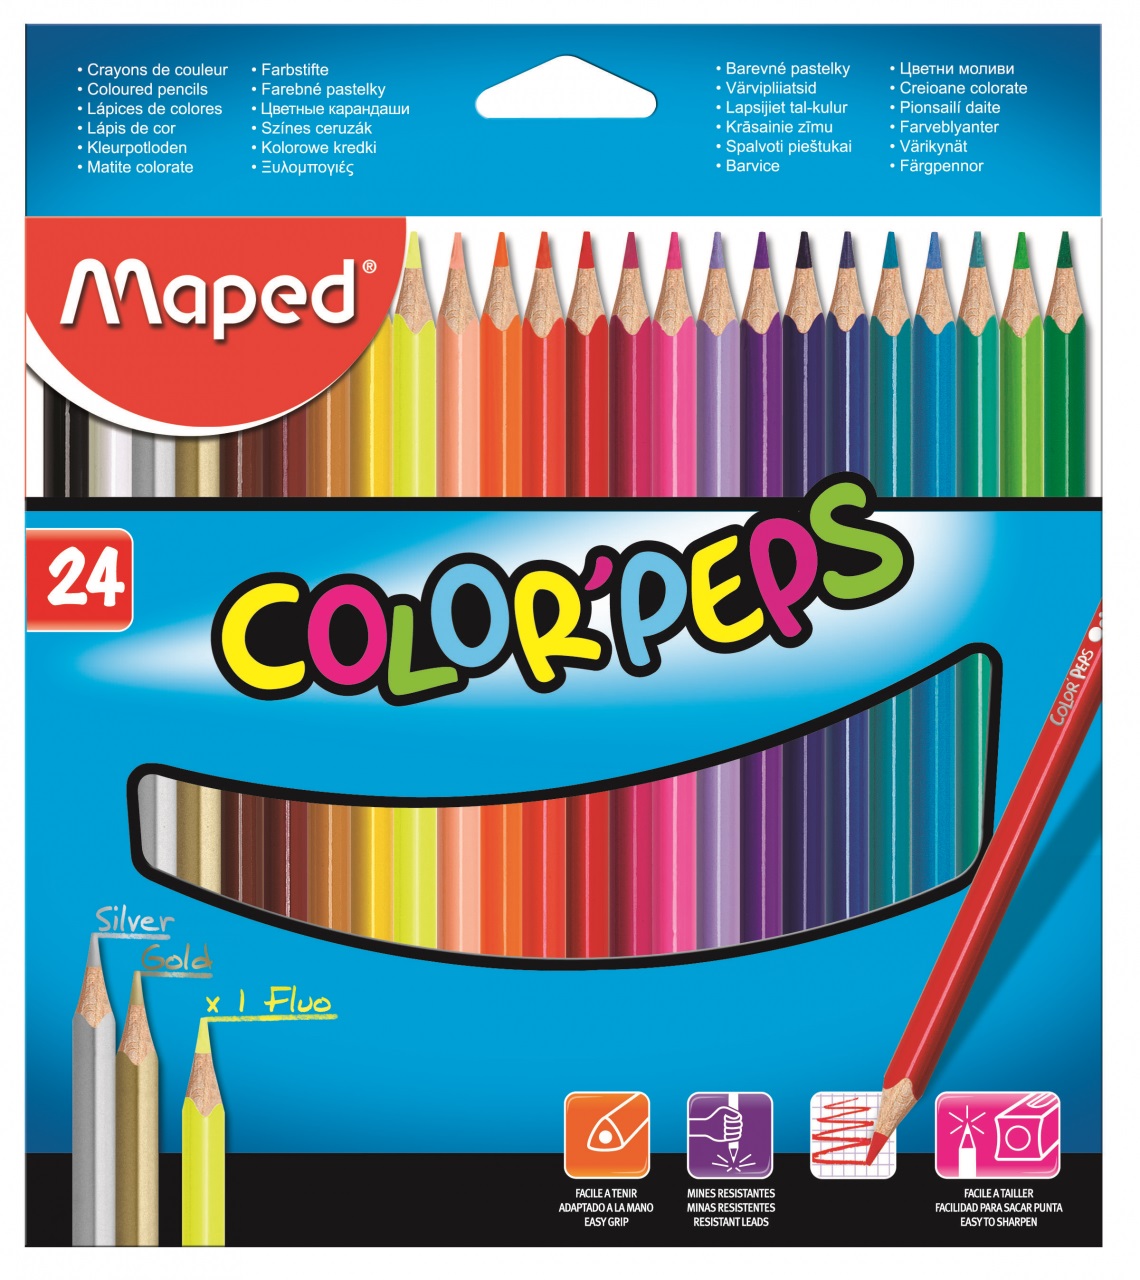 • Crayons de couleur
• Coloured pencils
• Lápices de colores
• Lápis de cor
• Kleurpotloden
• Matite colorate
• Farbstifte
• Farebné pastelky
• Цветные карандаши
• Színes ceruzák
• Kolorowe kredki
• Ξυλομπογιές
• Barevné pastelky
• Värvipliiatsid
• Lapsijiet tal-kulur
• Krāsainie zīmu
• Spalvoti pieštukai
• Barvice
• Цветни моливи
• Creioane colorate
• Pionsailí daite
• Farveblyanter
• Värikynät
• Färgpennor
Maped®
24
COLOR'PEPS
COLOR'PEPS
Silver
Gold
x 1 Fluo
FACILE A TENIR
ADAPTADO A LA MANO
EASY GRIP
MINES RESISTANTES
MINAS RESISTENTES
RESISTANT LEADS
FACILE A TAILLER
FACILIDAD PARA SACAR PUNTA
EASY TO SHARPEN